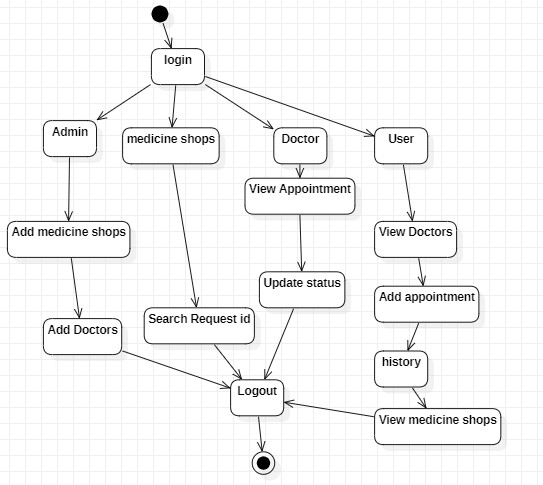 login
Admin
medicine shops
Doctor
User
View Appointment
Add medicine shops
View Doctors
Update status
Add appointment
Search Request id
Add Doctors
history
Logout
View medicine shops